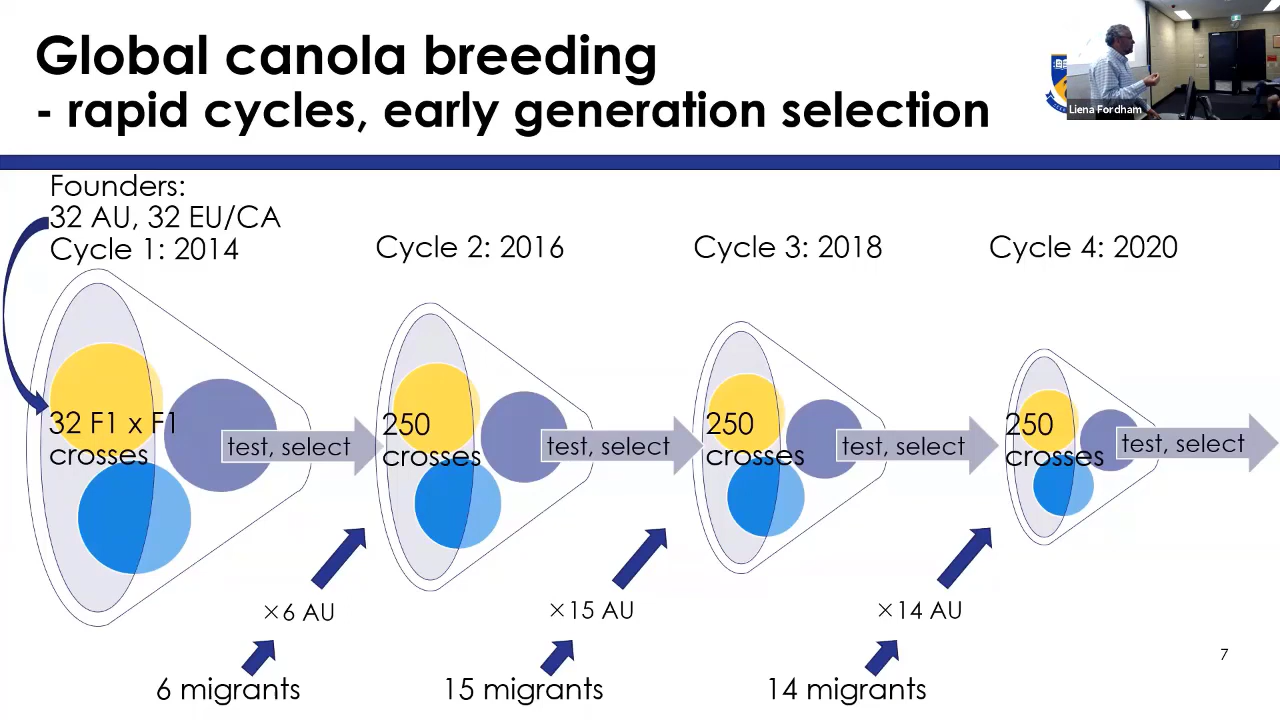 Global canola breeding
- rapid cycles, early generation selection
Liena Fordham
Founders:
32 AU, 32 EU/CA
Cycle 1: 2014
Cycle 2: 2016
Cycle 3: 2018
Cycle 4: 2020
32 F1 x F1
crosses
test, select
250
crosses
test, select
250
crosses
test, select
250
crosses
test, select
×6 AU
×15 AU
×14 AU
6 migrants
15 migrants
14 migrants
7